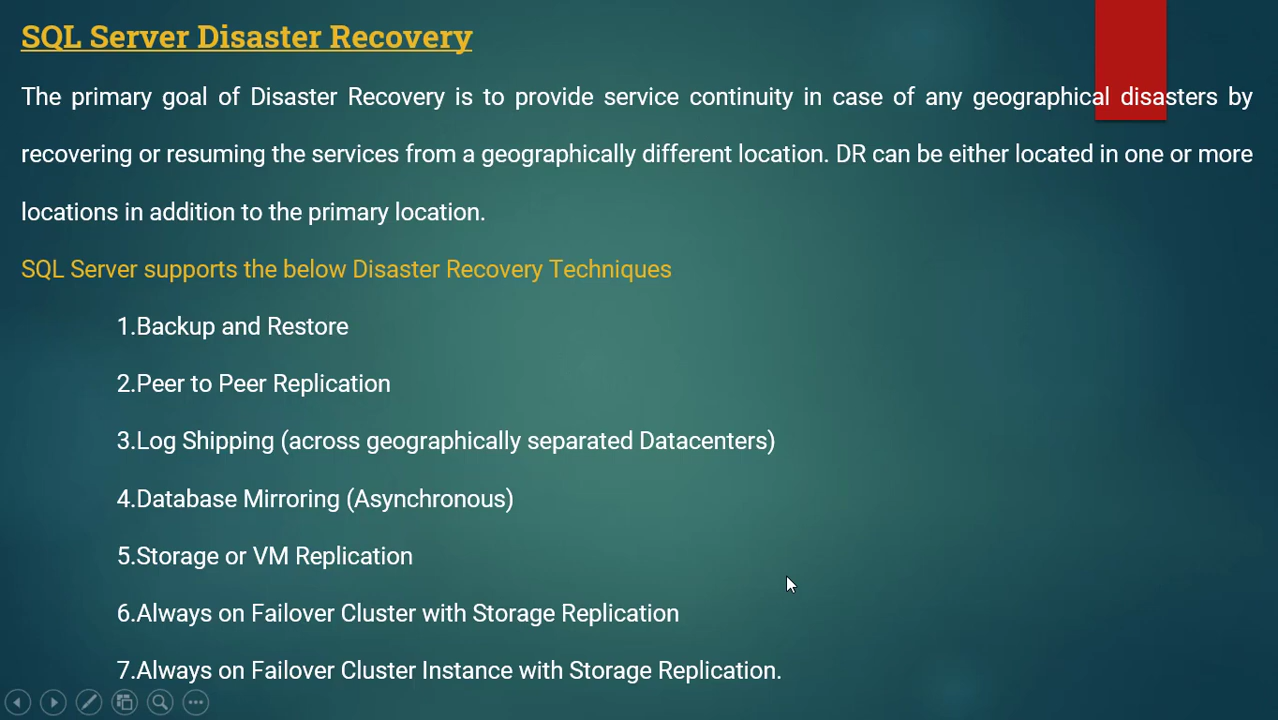 SQL Server Disaster Recovery
The primary goal of Disaster Recovery is to provide service continuity in case of any geographical disasters by
recovering or resuming the services from a geographically different location. DR can be either located in one or more
locations in addition to the primary location.
SQL Server supports the below Disaster Recovery Techniques
1.Backup and Restore
2.Peer to Peer Replication
3.Log Shipping (across geographically separated Datacenters)
4.Database Mirroring (Asynchronous)
5.Storage or VM Replication
6.Always on Failover Cluster with Storage Replication
7.Always on Failover Cluster Instance with Storage Replication.